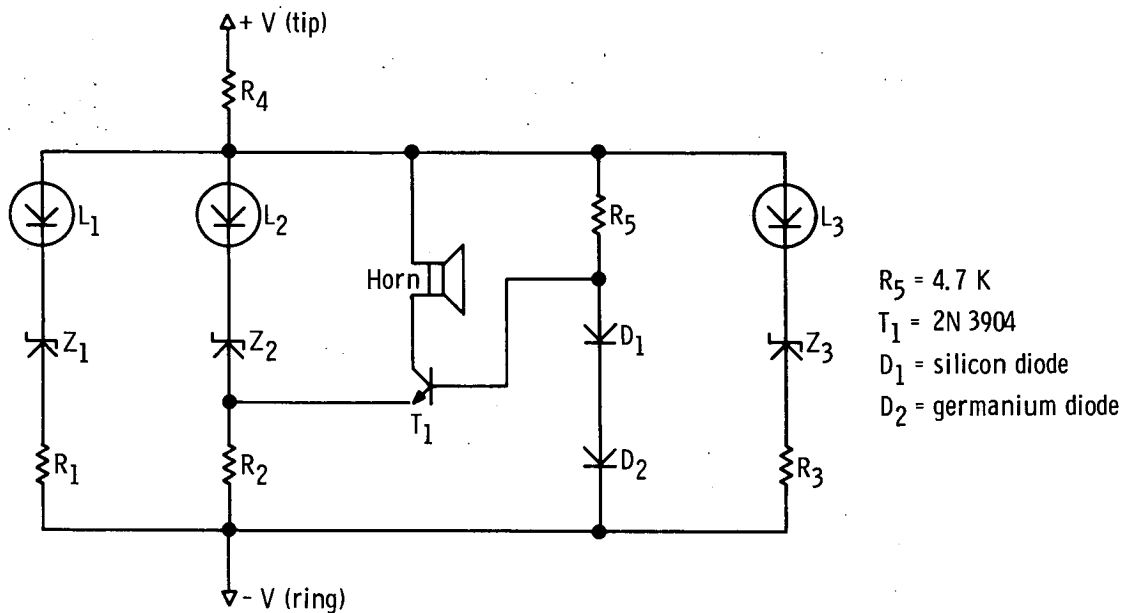 + V (tip)
R4
L1
L2
R5
L3
Horn
Z1
Z2
D1
Z3
T1
R1
R2
D2
R3
- V (ring)
R5 = 4.7 K
T1 = 2N 3904
D1 = silicon diode
D2 = germanium diode